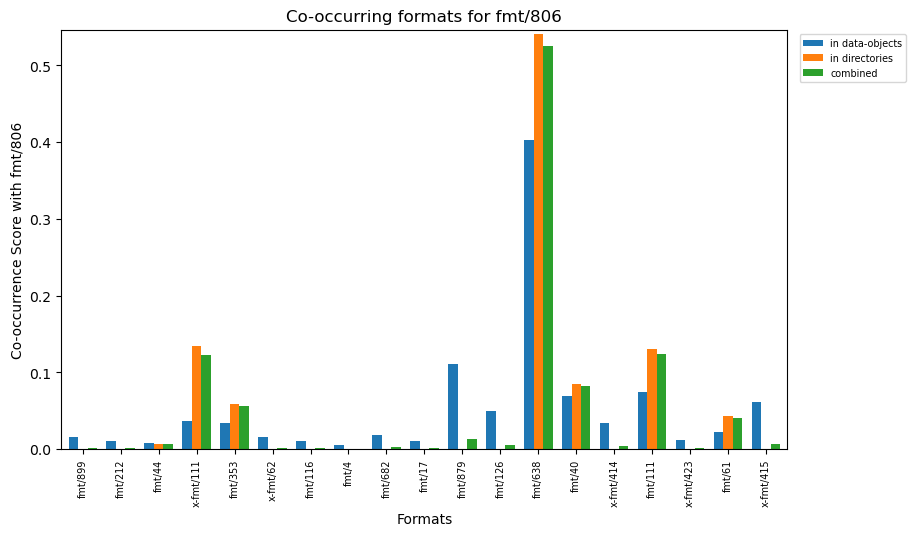 Co-occurring formats for fmt/806
in data-objects
in directories
combined
Co-occurrence Score with fmt/806
0.5
0.4
0.3
0.2
0.1
0.0
fmt/899
fmt/212
fmt/44
x-fmt/111
fmt/353
x-fmt/62
fmt/116
fmt/4
fmt/682
fmt/17
fmt/879
fmt/126
fmt/638
fmt/40
x-fmt/414
fmt/111
x-fmt/423
fmt/61
x-fmt/415
Formats